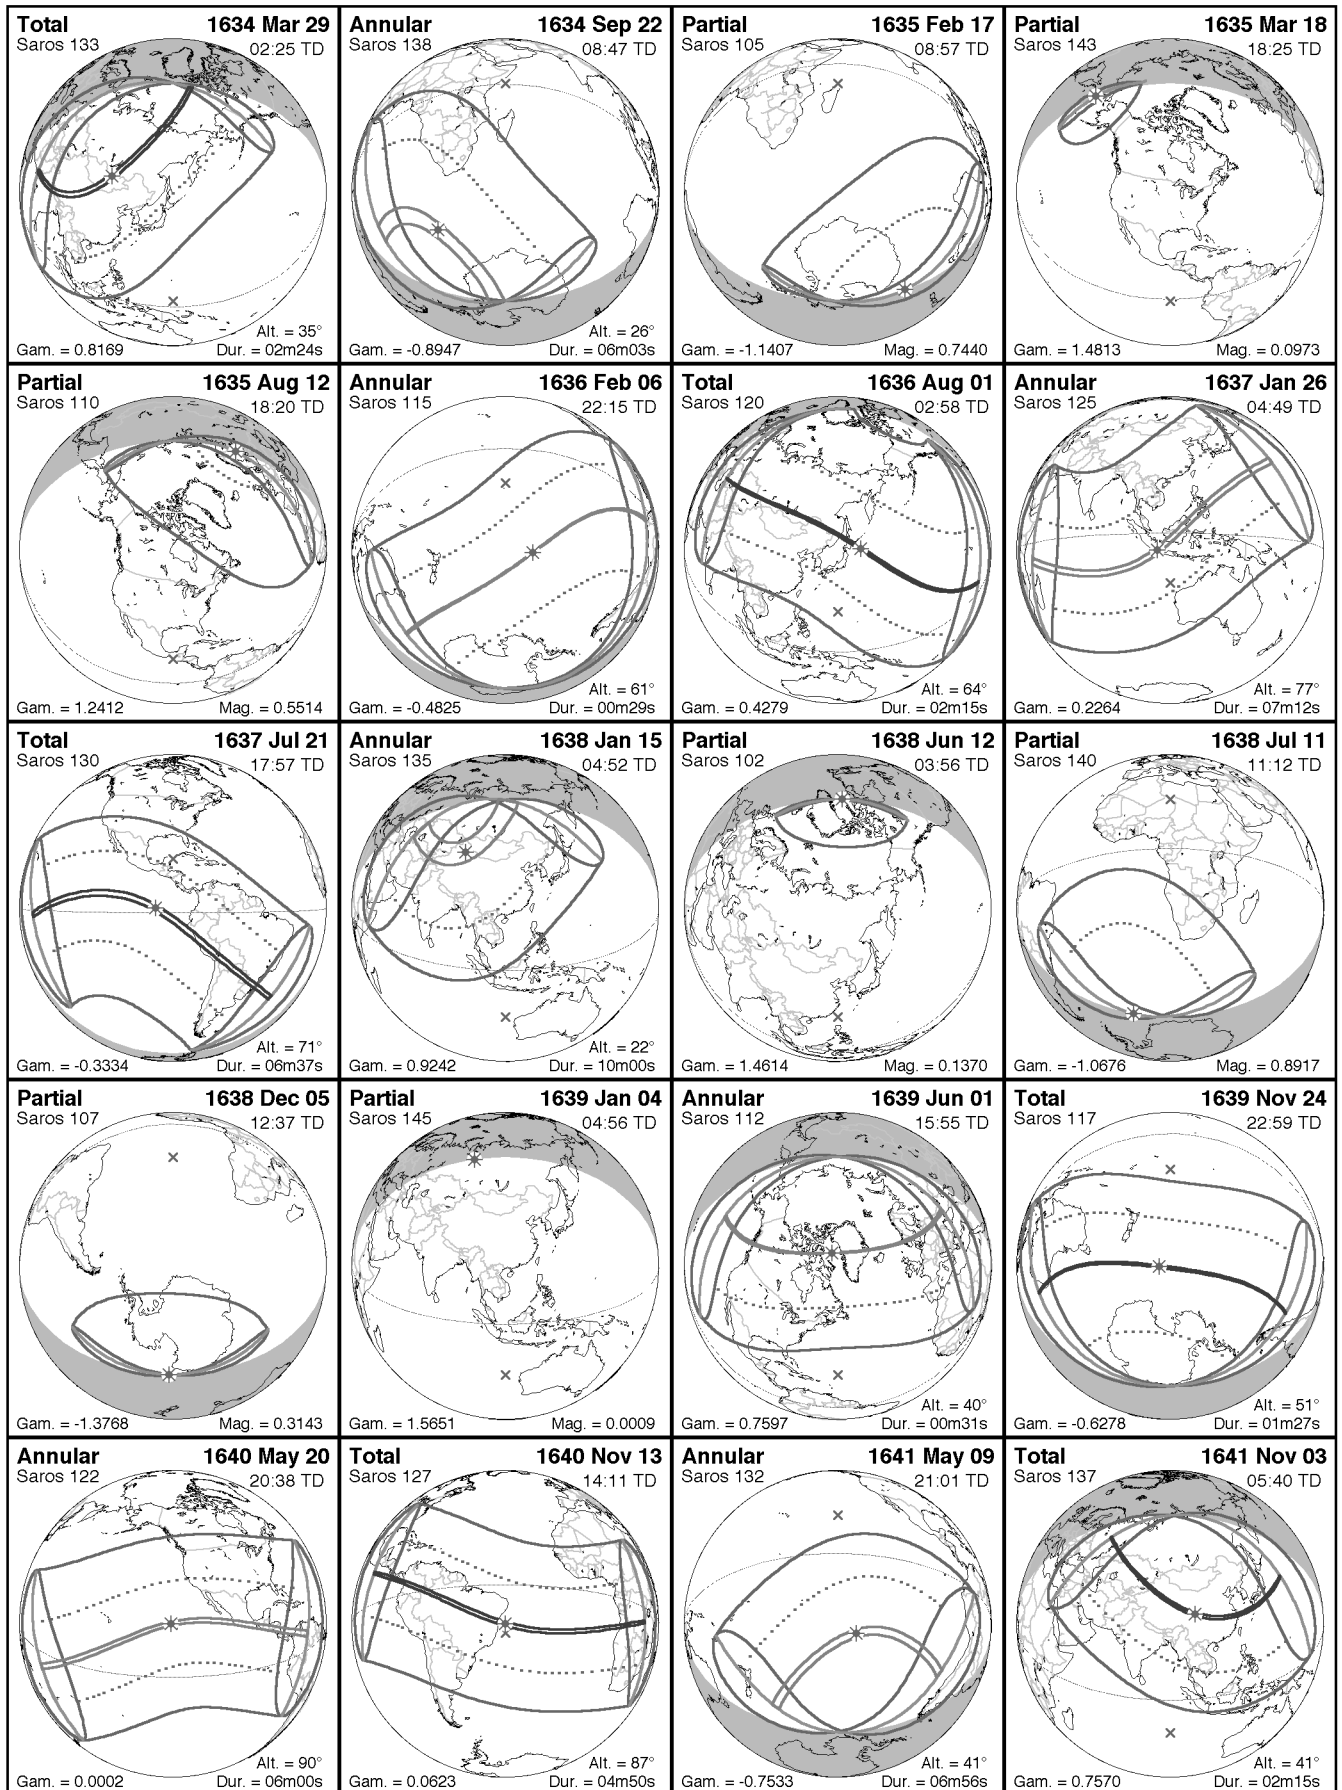 Total 1634 Mar 29
Saros 133 02:25 TD
Alt. = 35°
Gam. = 0.8169 Dur. = 02m24s
Annular 1634 Sep 22
Saros 138 08:47 TD
Alt. = 26°
Gam. = -0.8947 Dur. = 06m03s
Partial 1635 Feb 17
Saros 105 08:57 TD
Gam. = -1.1407 Mag. = 0.7440
Partial 1635 Mar 18
Saros 143 18:25 TD
Gam. = 1.4813 Mag. = 0.0973
Partial 1635 Aug 12
Saros 110 18:20 TD
Gam. = 1.2412 Mag. = 0.5514
Annular 1636 Feb 06
Saros 115 22:15 TD
Alt. = 61°
Gam. = -0.4825 Dur. = 00m29s
Total 1636 Aug 01
Saros 120 02:58 TD
Alt. = 64°
Gam. = 0.4279 Dur. = 02m15s
Annular 1637 Jan 26
Saros 125 04:49 TD
Alt. = 77°
Gam. = 0.2264 Dur. = 07m12s
Total 1637 Jul 21
Saros 130 17:57 TD
Alt. = 71°
Gam. = -0.3334 Dur. = 06m37s
Annular 1638 Jan 15
Saros 135 04:52 TD
Alt. = 22°
Gam. = 0.9242 Dur. = 10m00s
Partial 1638 Jun 12
Saros 102 03:56 TD
Gam. = 1.4614 Mag. = 0.1370
Partial 1638 Jul 11
Saros 140 11:12 TD
Gam. = -1.0676 Mag. = 0.8917
Partial 1638 Dec 05
Saros 107 12:37 TD
Gam. = -1.3768 Mag. = 0.3143
Partial 1639 Jan 04
Saros 145 04:56 TD
Gam. = 1.5651 Mag. = 0.0009
Annular 1639 Jun 01
Saros 112 15:55 TD
Alt. = 40°
Gam. = 0.7597 Dur. = 00m31s
Total 1639 Nov 24
Saros 117 22:59 TD
Alt. = 51°
Gam. = -0.6278 Dur. = 01m27s
Annular 1640 May 20
Saros 122 20:38 TD
Alt. = 90°
Gam. = 0.0002 Dur. = 06m00s
Total 1640 Nov 13
Saros 127 14:11 TD
Alt. = 87°
Gam. = 0.0623 Dur. = 04m50s
Annular 1641 May 09
Saros 132 21:01 TD
Alt. = 41°
Gam. = -0.7533 Dur. = 06m56s
Total 1641 Nov 03
Saros 137 05:40 TD
Alt. = 41°
Gam. = 0.7570 Dur. = 02m15s